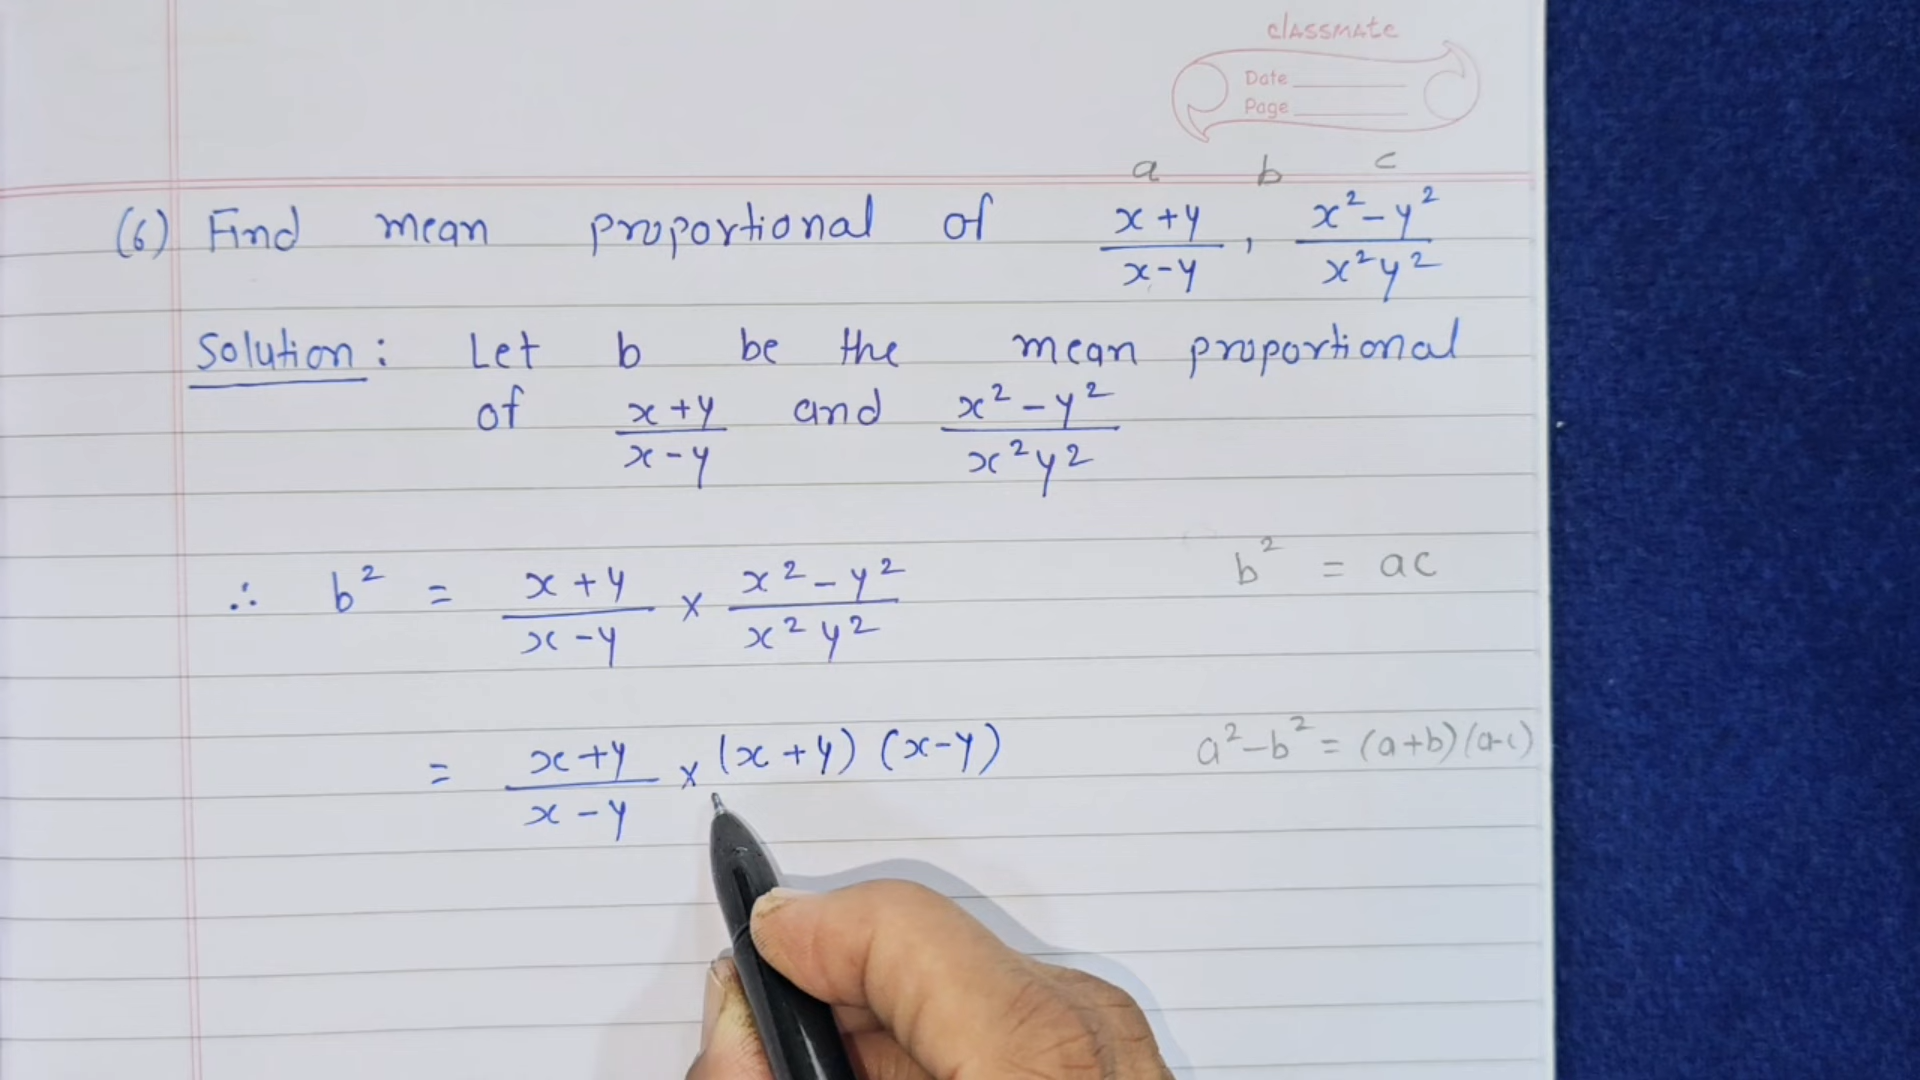 classmate
Date
Page
a b c
(6) Find mean proportional of (x+y)/(x-y), (x²-y²)/(x²y²)
Solution: Let b be the mean proportional
of (x+y)/(x-y) and (x²-y²)/(x²y²)
∴ b² = (x+y)/(x-y) × (x²-y²)/(x²y²) b² = ac
= (x+y)/(x-y) × (x+y) (x-y) a²-b² = (a+b)(a-c)